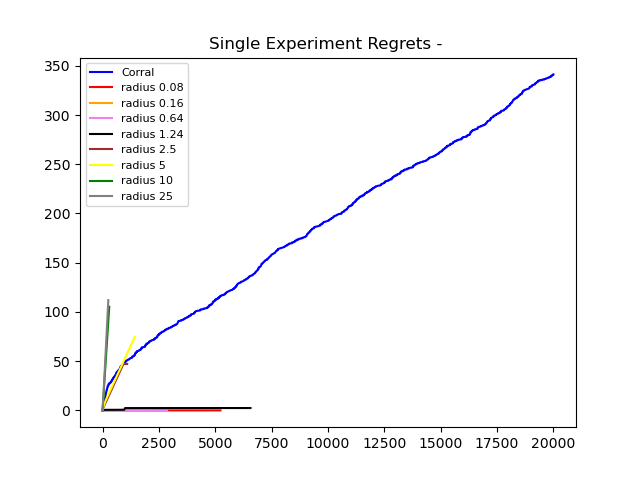 Single Experiment Regrets -
350
300
250
200
150
100
50
0
Corral
radius 0.08
radius 0.16
radius 0.64
radius 1.24
radius 2.5
radius 5
radius 10
radius 25
0 2500 5000 7500 10000 12500 15000 17500 20000